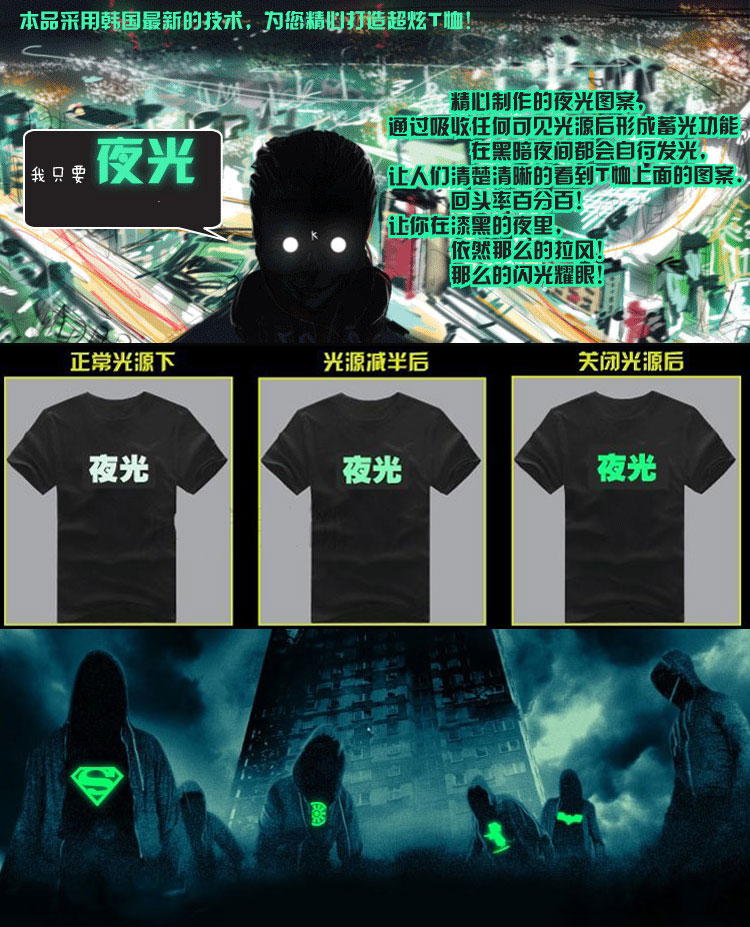 本品采用韩国最新的技术，为您精心打造超炫T恤！
精心制作的夜光图案，
通过吸收任何可见光源后形成蓄光功能，
在黑暗夜间都会自行发光，
让人们清楚清晰的看到T恤上面的图案．
回头率百分百！
让你在漆黑的夜里，
依然那么的拉风！
那么的闪光耀眼！
我只要 夜光
K
正常光源下
光源减半后
关闭光源后
夜光
夜光
夜光
S